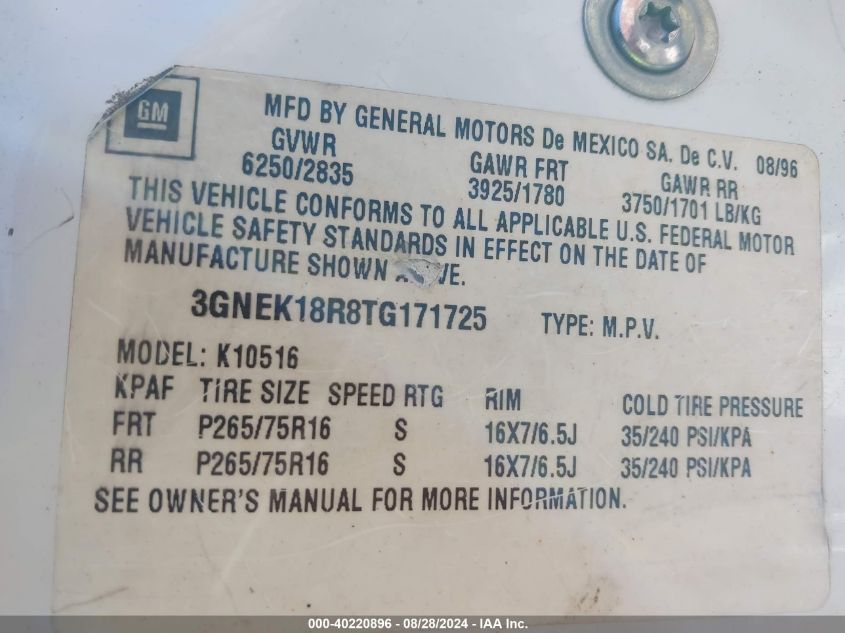 GM
MFD BY GENERAL MOTORS De MEXICO SA. De C.V. 08/96
GVWR GAWR FRT GAWR RR
6250/2835 3925/1780 3750/1701 LB/KG
THIS VEHICLE CONFORMS TO ALL APPLICABLE U.S. FEDERAL MOTOR
VEHICLE SAFETY STANDARDS IN EFFECT ON THE DATE OF
MANUFACTURE SHOWN
3GNEK18R8TG171725 TYPE: M.P.V.
MODEL: K10516
KPAF TIRE SIZE SPEED RTG RIM COLD TIRE PRESSURE
FRT P265/75R16 S 16X7/6.5J 35/240 PSI/KPA
RR P265/75R16 S 16X7/6.5J 35/240 PSI/KPA
SEE OWNER'S MANUAL FOR MORE INFORMATION.
000-40220896 - 08/28/2024 - IAA Inc.